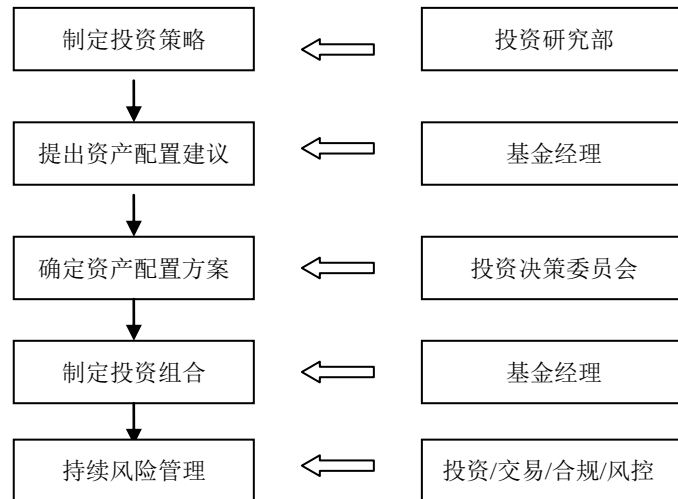 制定投资策略
投资研究部
提出资产配置建议
基金经理
确定资产配置方案
投资决策委员会
制定投资组合
基金经理
持续风险管理
投资/交易/合规/风控